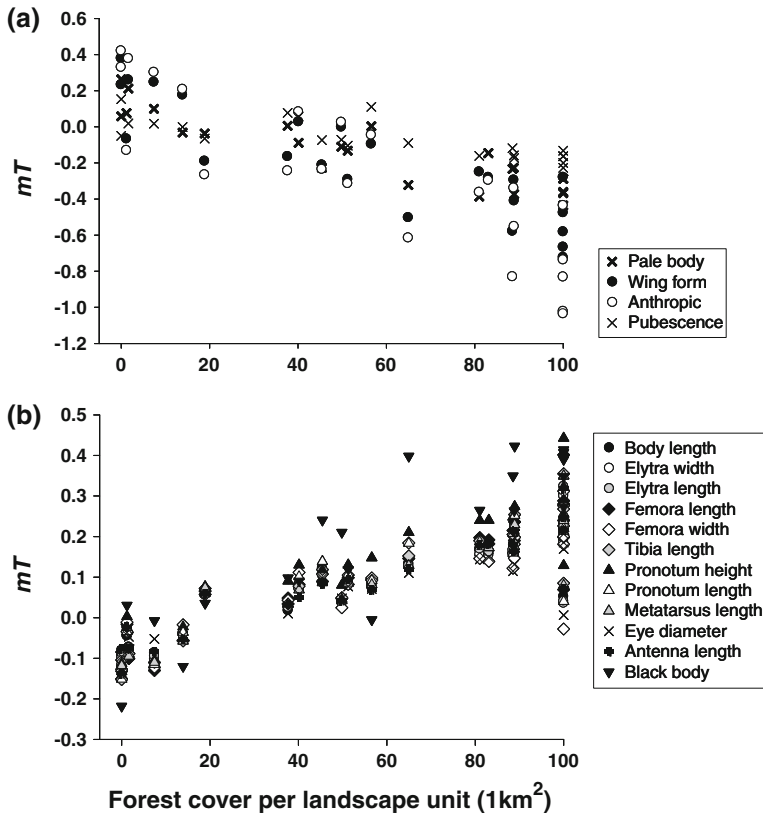 (a)
0.6
0.4
0.2
0.0
-0.2
-0.4
-0.6
-0.8
-1.0
-1.2
mT
0 20 40 60 80 100
Pale body
Wing form
Anthropic
Pubescence
(b)
0.5
0.4
0.3
0.2
0.1
0.0
-0.1
-0.2
-0.3
mT
0 20 40 60 80 100
Forest cover per landscape unit (1km²)
Body length
Elytra width
Elytra length
Femora length
Femora width
Tibia length
Pronotum height
Pronotum length
Metatarsus length
Eye diameter
Antenna length
Black body